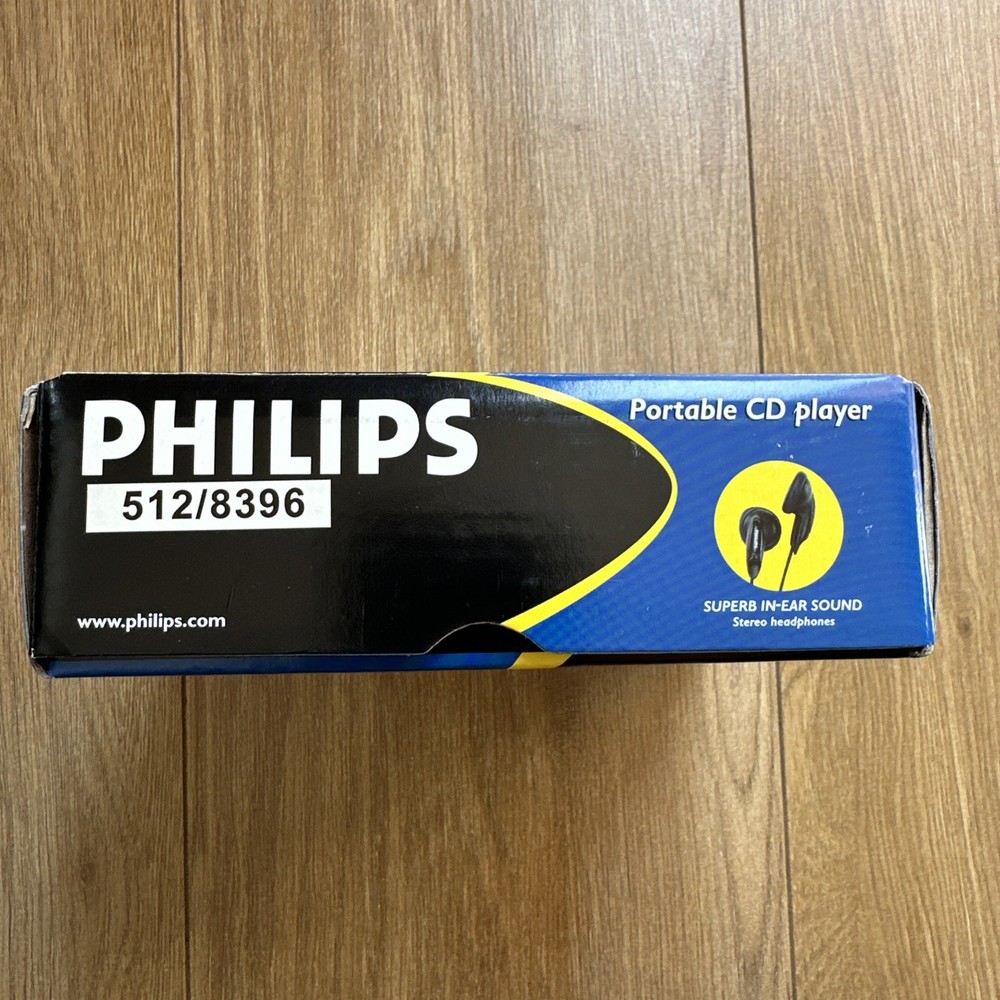 PHILIPS
512/8396
www.philips.com
Portable CD player
SUPERB IN-EAR SOUND
Stereo headphones